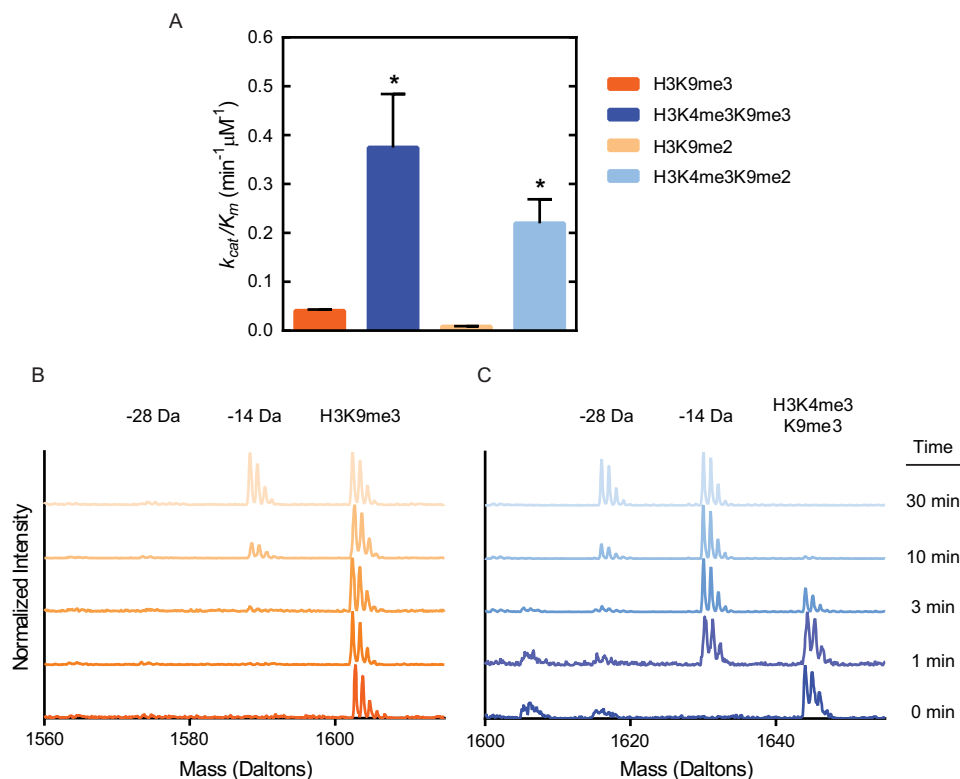 A
0.6
0.5
0.4
0.3
0.2
0.1
0.0
kcat/Km (min-1μM-1)
*
*
H3K9me3
H3K4me3K9me3
H3K9me2
H3K4me3K9me2
B
-28 Da
-14 Da
H3K9me3
Normalized Intensity
1560
1580
1600
Mass (Daltons)
C
-28 Da
-14 Da
H3K4me3
K9me3
Time
30 min
10 min
3 min
1 min
0 min
1600
1620
1640
Mass (Daltons)